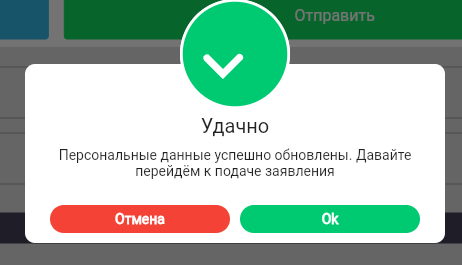 Отправить
Удачно
Персональные данные успешно обновлены. Давайте
перейдём к подаче заявления
Отмена
Ok